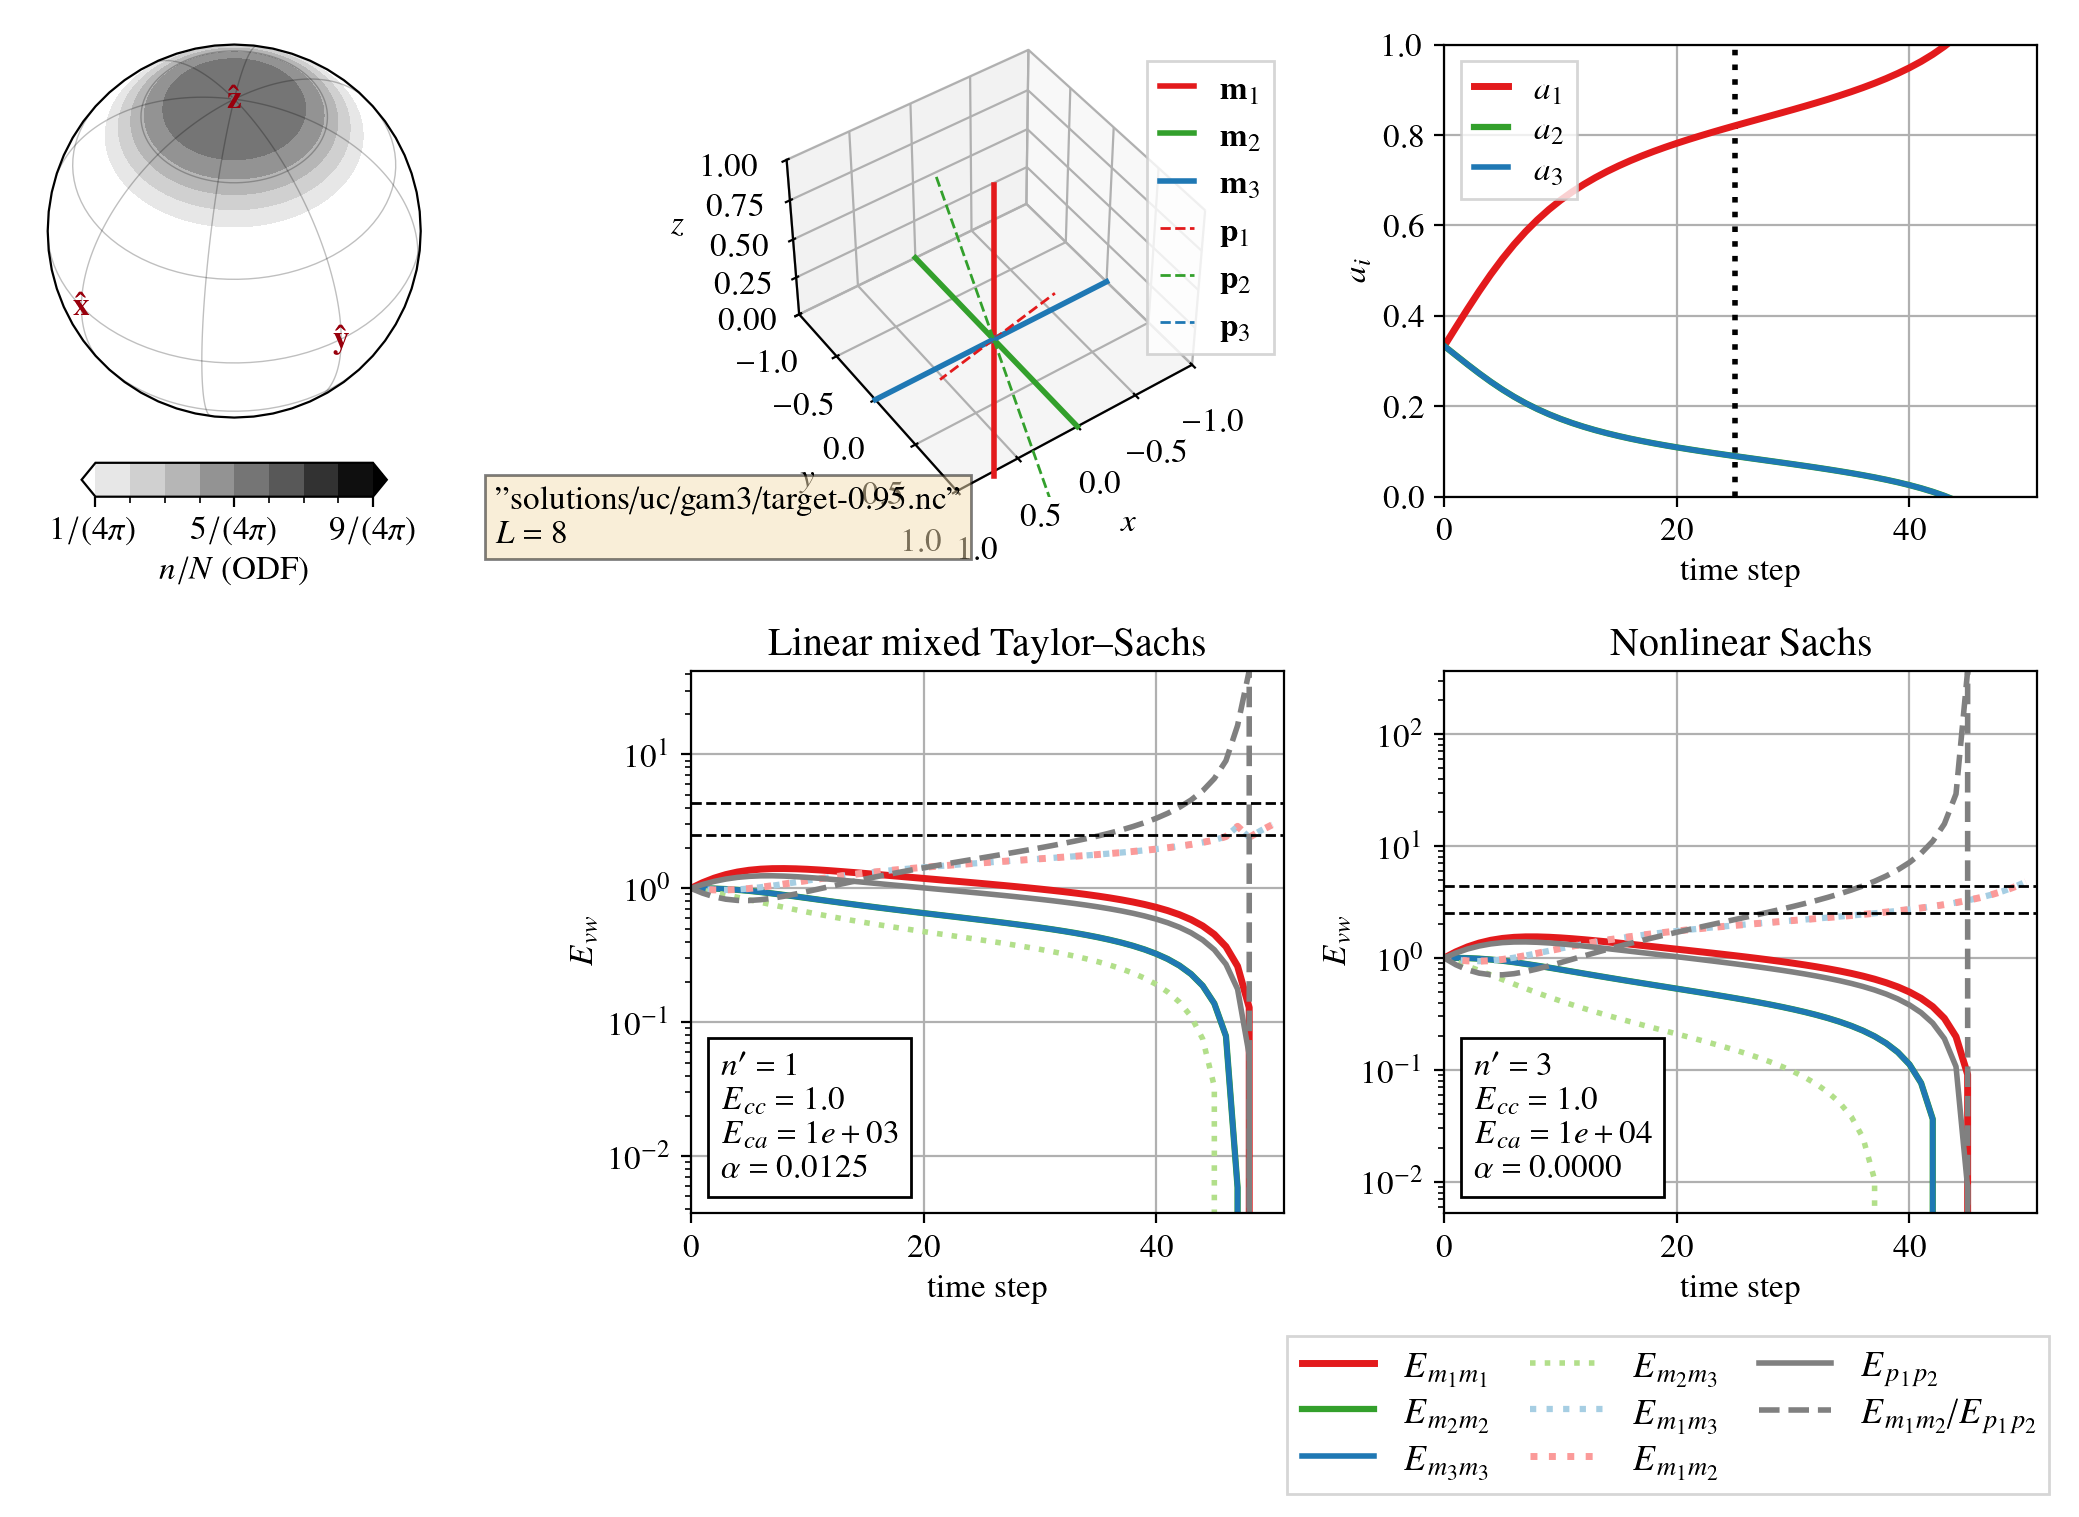 ẑ
x̂
ŷ
1/(4π) 5/(4π) 9/(4π)
n/N (ODF)
1.00
0.75
0.50
0.25
0.00
z
−1.0
−0.5
0.0
0.5
1.0
y
−1.0
−0.5
0.0
0.5
1.0
x
m1
m2
m3
p1
p2
p3
"solutions/uc/gam3/target-0.95.nc"
L = 8
1.0
0.8
0.6
0.4
0.2
0.0
ai
a1
a2
a3
0 20 40
time step
Linear mixed Taylor–Sachs
10^1
10^0
10^−1
10^−2
Evw
n′ = 1
Ecc = 1.0
Eca = 1e + 03
α = 0.0125
0 20 40
time step
Nonlinear Sachs
10^2
10^1
10^0
10^−1
10^−2
Evw
n′ = 3
Ecc = 1.0
Eca = 1e + 04
α = 0.0000
0 20 40
time step
Em1m1
Em2m2
Em3m3
Em2m3
Em1m3
Em1m2
Ep1p2
Em1m2/Ep1p2